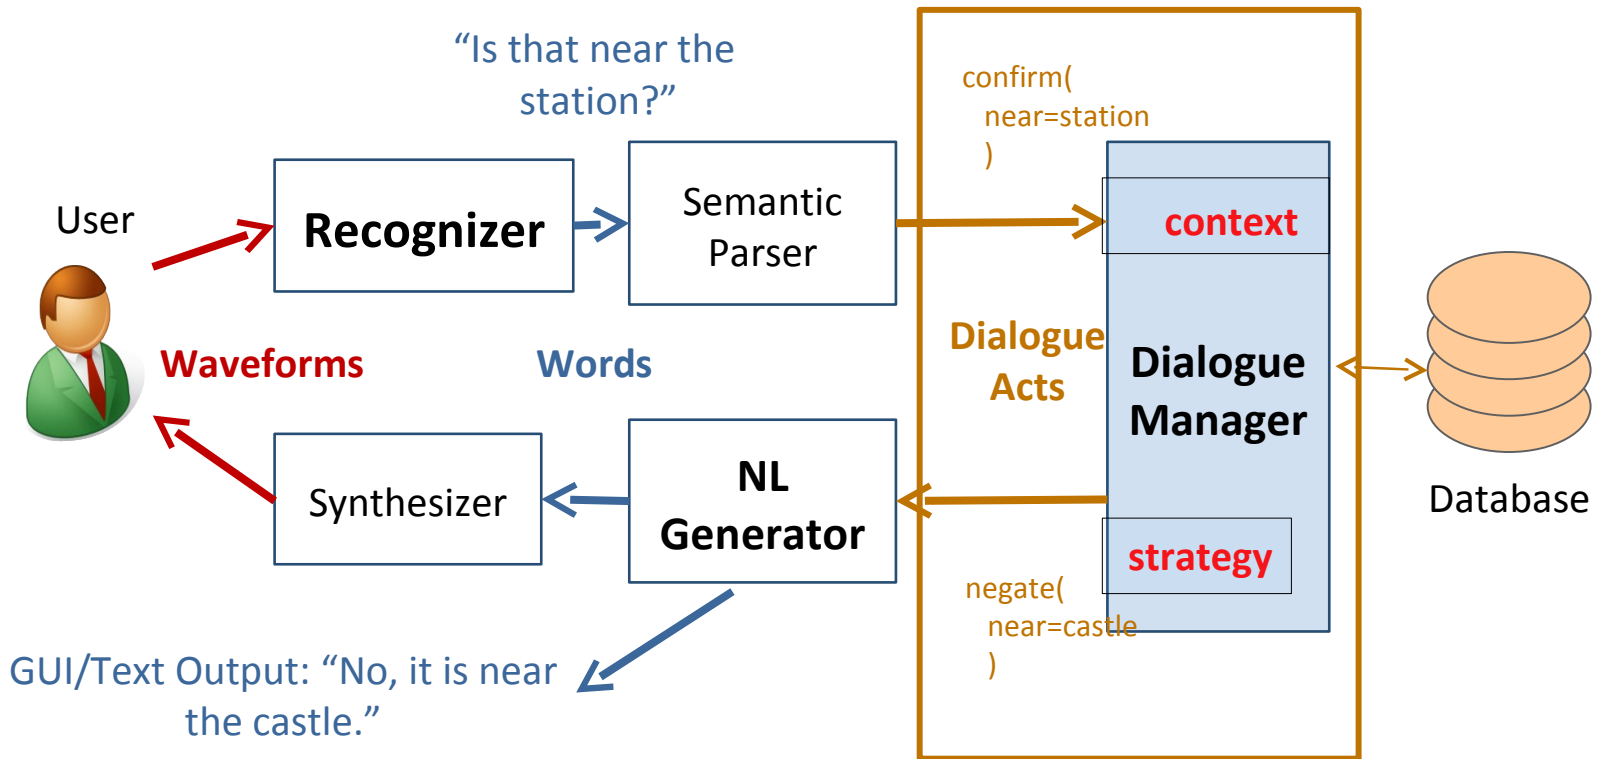 “Is that near the
station?”
confirm(
near=station
)
User
Recognizer
Semantic
Parser
context
Waveforms
Words
Dialogue
Acts
Dialogue
Manager
Synthesizer
NL
Generator
Database
strategy
negate(
near=castle
)
GUI/Text Output: “No, it is near
the castle.”